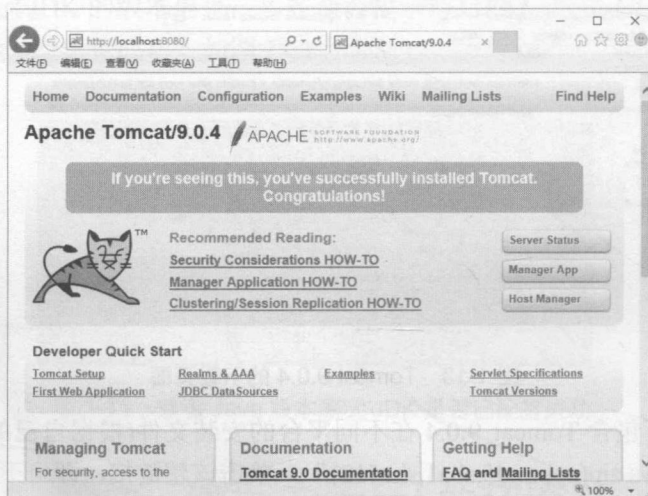 http://localhost:8080/
Apache Tomcat/9.0.4
文件(F) 编辑(E) 查看(V) 收藏夹(A) 工具(T) 帮助(H)
Home Documentation Configuration Examples Wiki Mailing Lists Find Help
Apache Tomcat/9.0.4
APACHE SOFTWARE FOUNDATION
http://www.apache.org/
If you're seeing this, you've successfully installed Tomcat.
Congratulations!
TM
Recommended Reading:
Security Considerations HOW-TO
Manager Application HOW-TO
Clustering/Session Replication HOW-TO
Server Status
Manager App
Host Manager
Developer Quick Start
Tomcat Setup Realms & AAA Examples Servlet Specifications
First Web Application JDBC DataSources Tomcat Versions
Managing Tomcat
For security, access to the
Documentation
Tomcat 9.0 Documentation
Getting Help
FAQ and Mailing Lists
100%